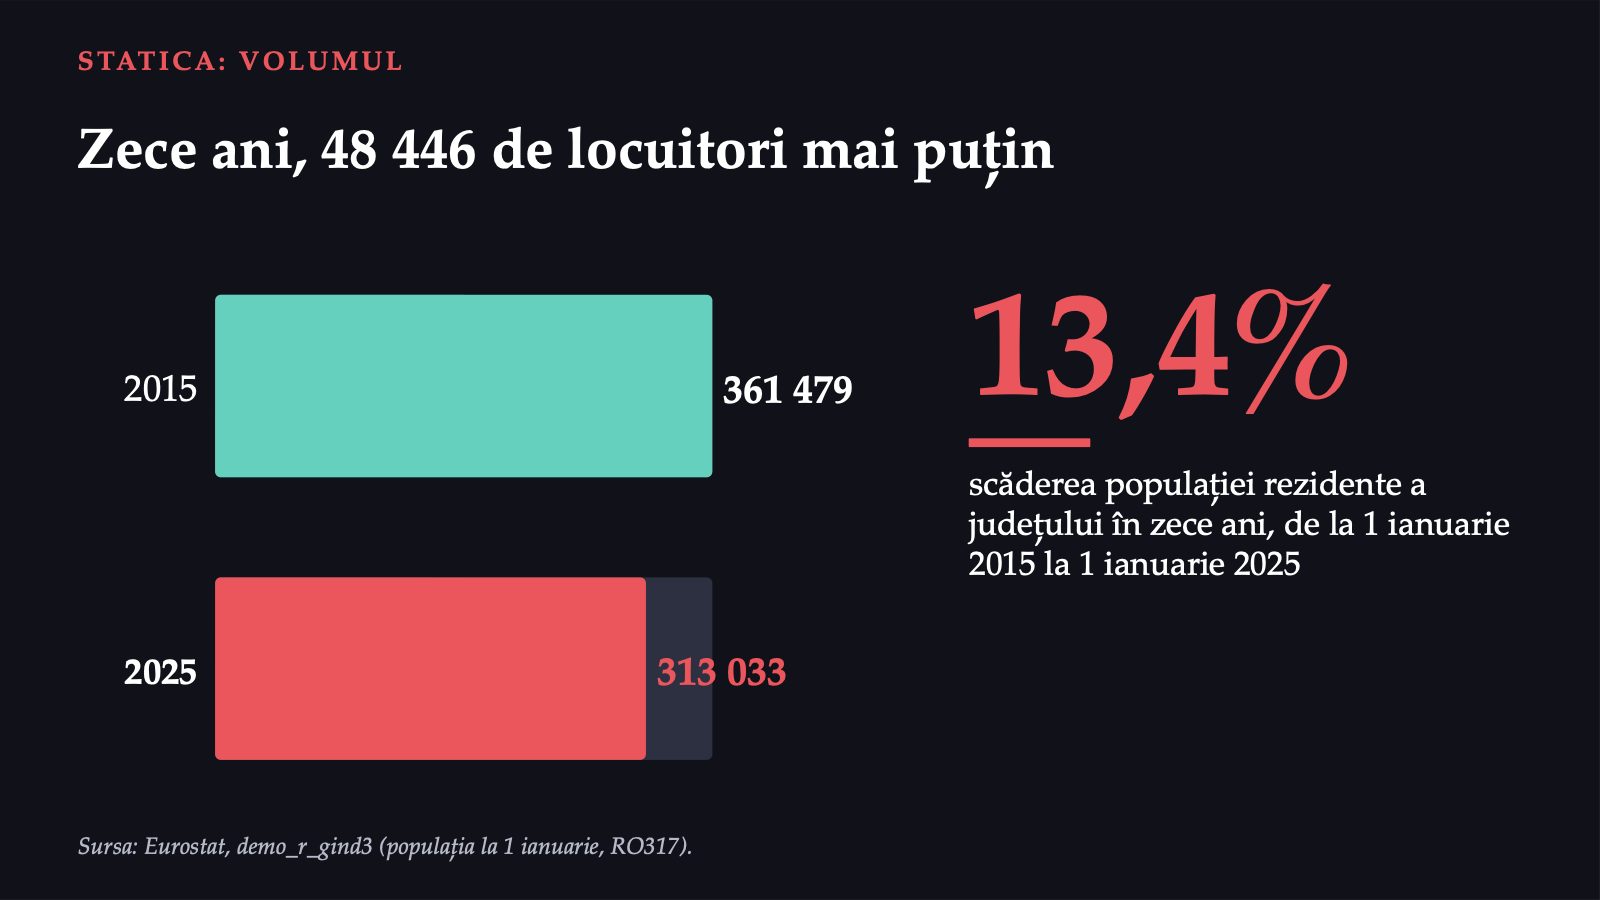 STATICA: VOLUMUL
Zece ani, 48 446 de locuitori mai puțin
2015
361 479
2025
313 033
13,4%
scăderea populației rezidente a
județului în zece ani, de la 1 ianuarie
2015 la 1 ianuarie 2025
Sursa: Eurostat, demo_r_gind3 (populația la 1 ianuarie, RO317).